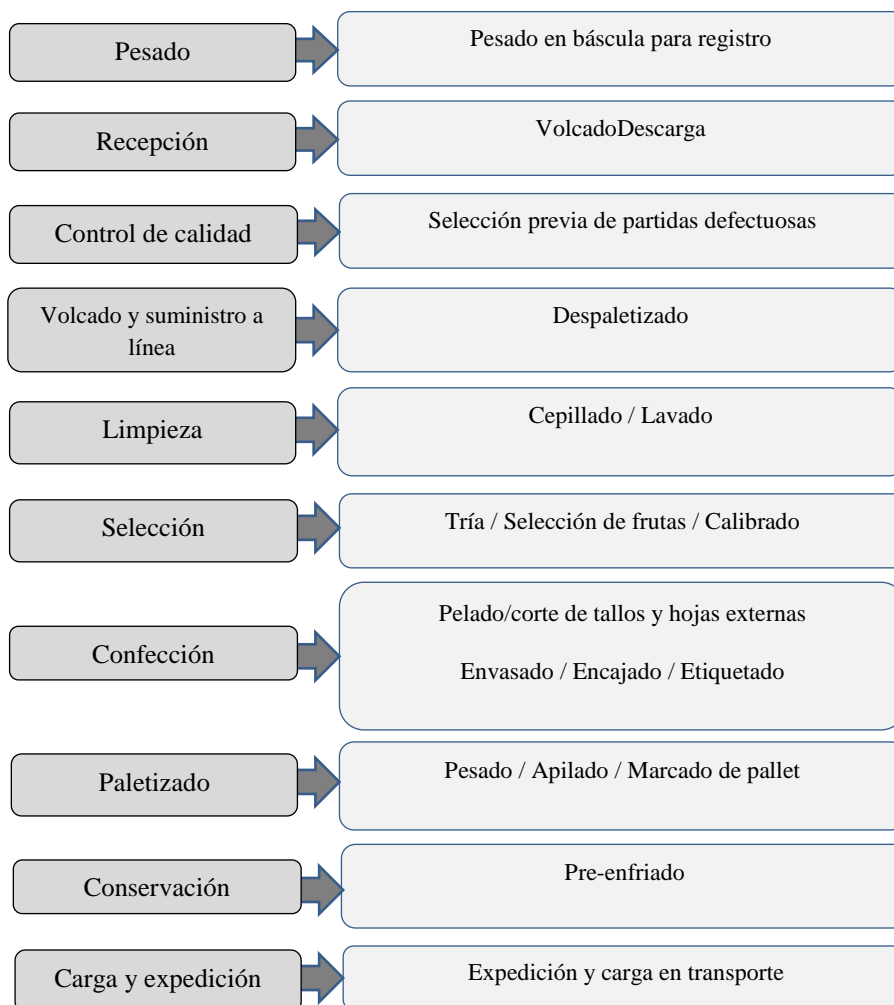 Pesado
Pesado en báscula para registro
Recepción
VolcadoDescarga
Control de calidad
Selección previa de partidas defectuosas
Volcado y suministro a
línea
Despaletizado
Limpieza
Cepillado / Lavado
Selección
Tría / Selección de frutas / Calibrado
Confección
Pelado/corte de tallos y hojas externas
Envasado / Encajado / Etiquetado
Paletizado
Pesado / Apilado / Marcado de pallet
Conservación
Pre-enfriado
Carga y expedición
Expedición y carga en transporte